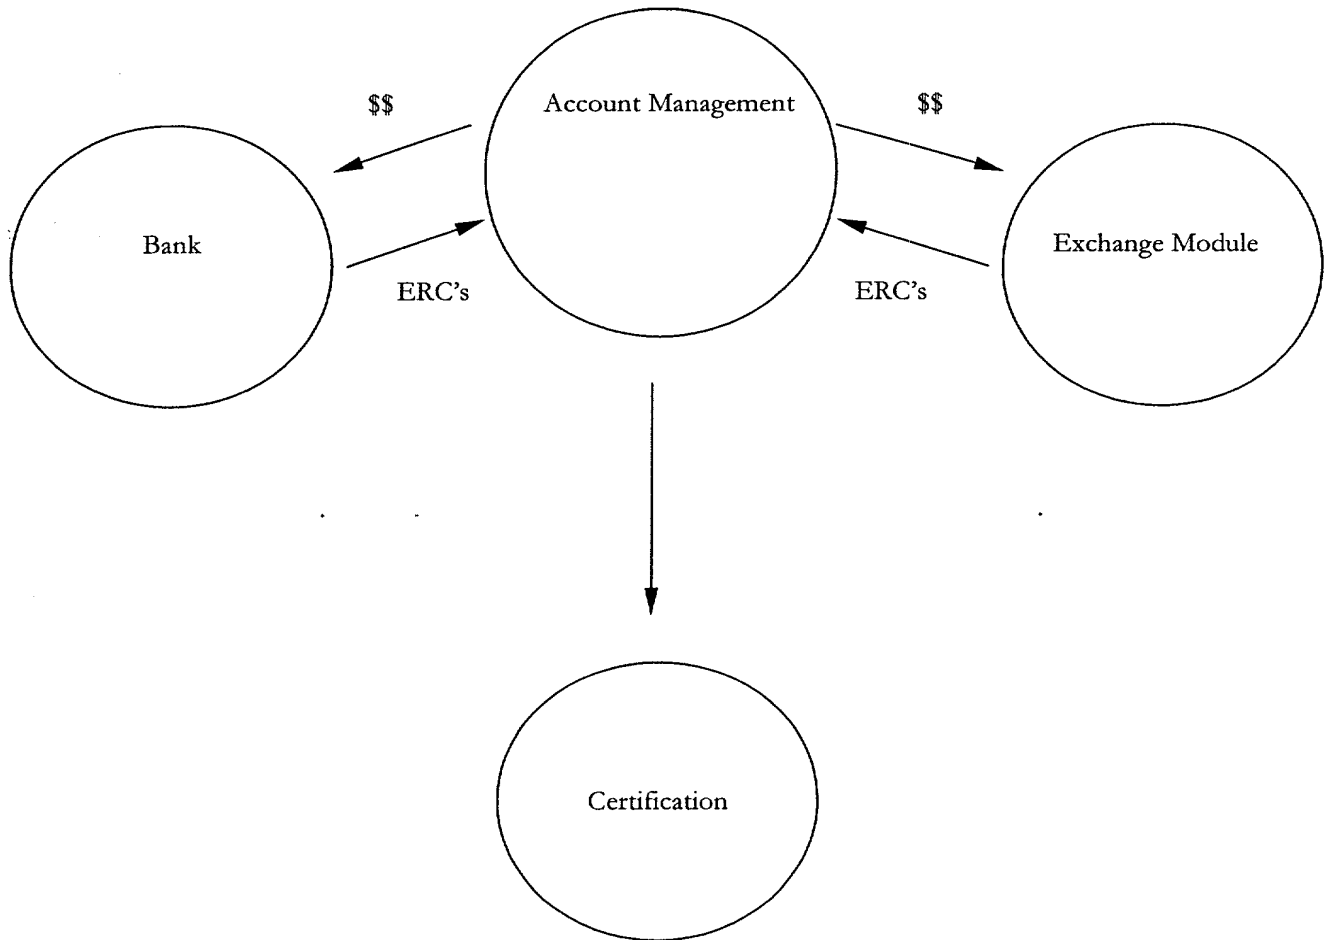 $$
Account Management
$$
Bank
Exchange Module
ERC's
ERC's
Certification